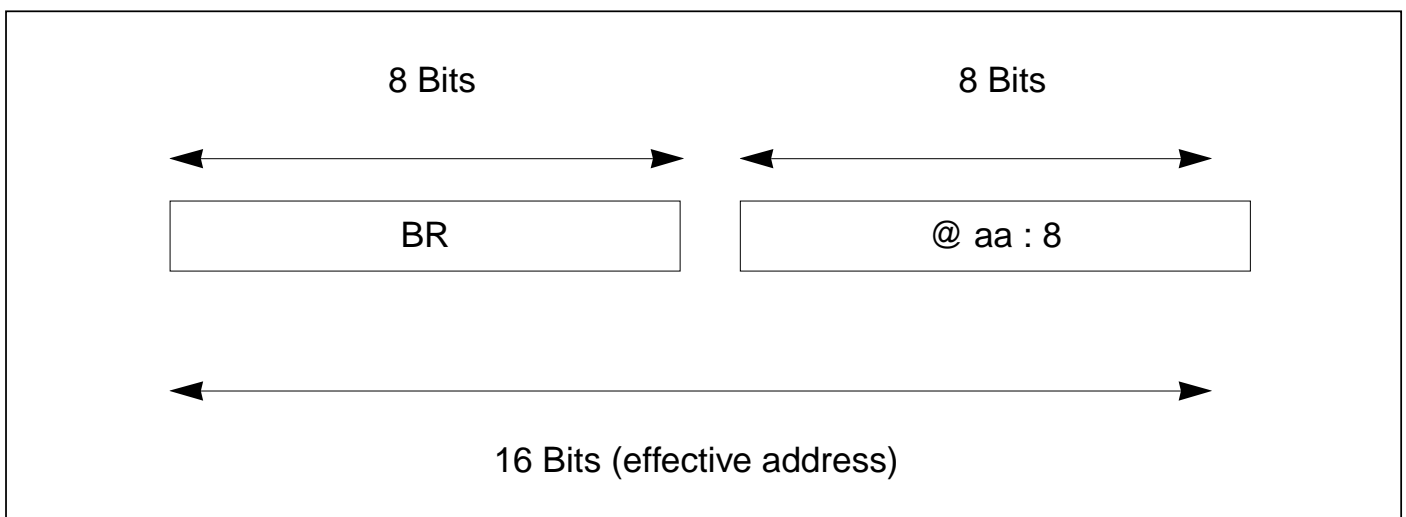 8 Bits 8 Bits
BR @ aa : 8
16 Bits (effective address)